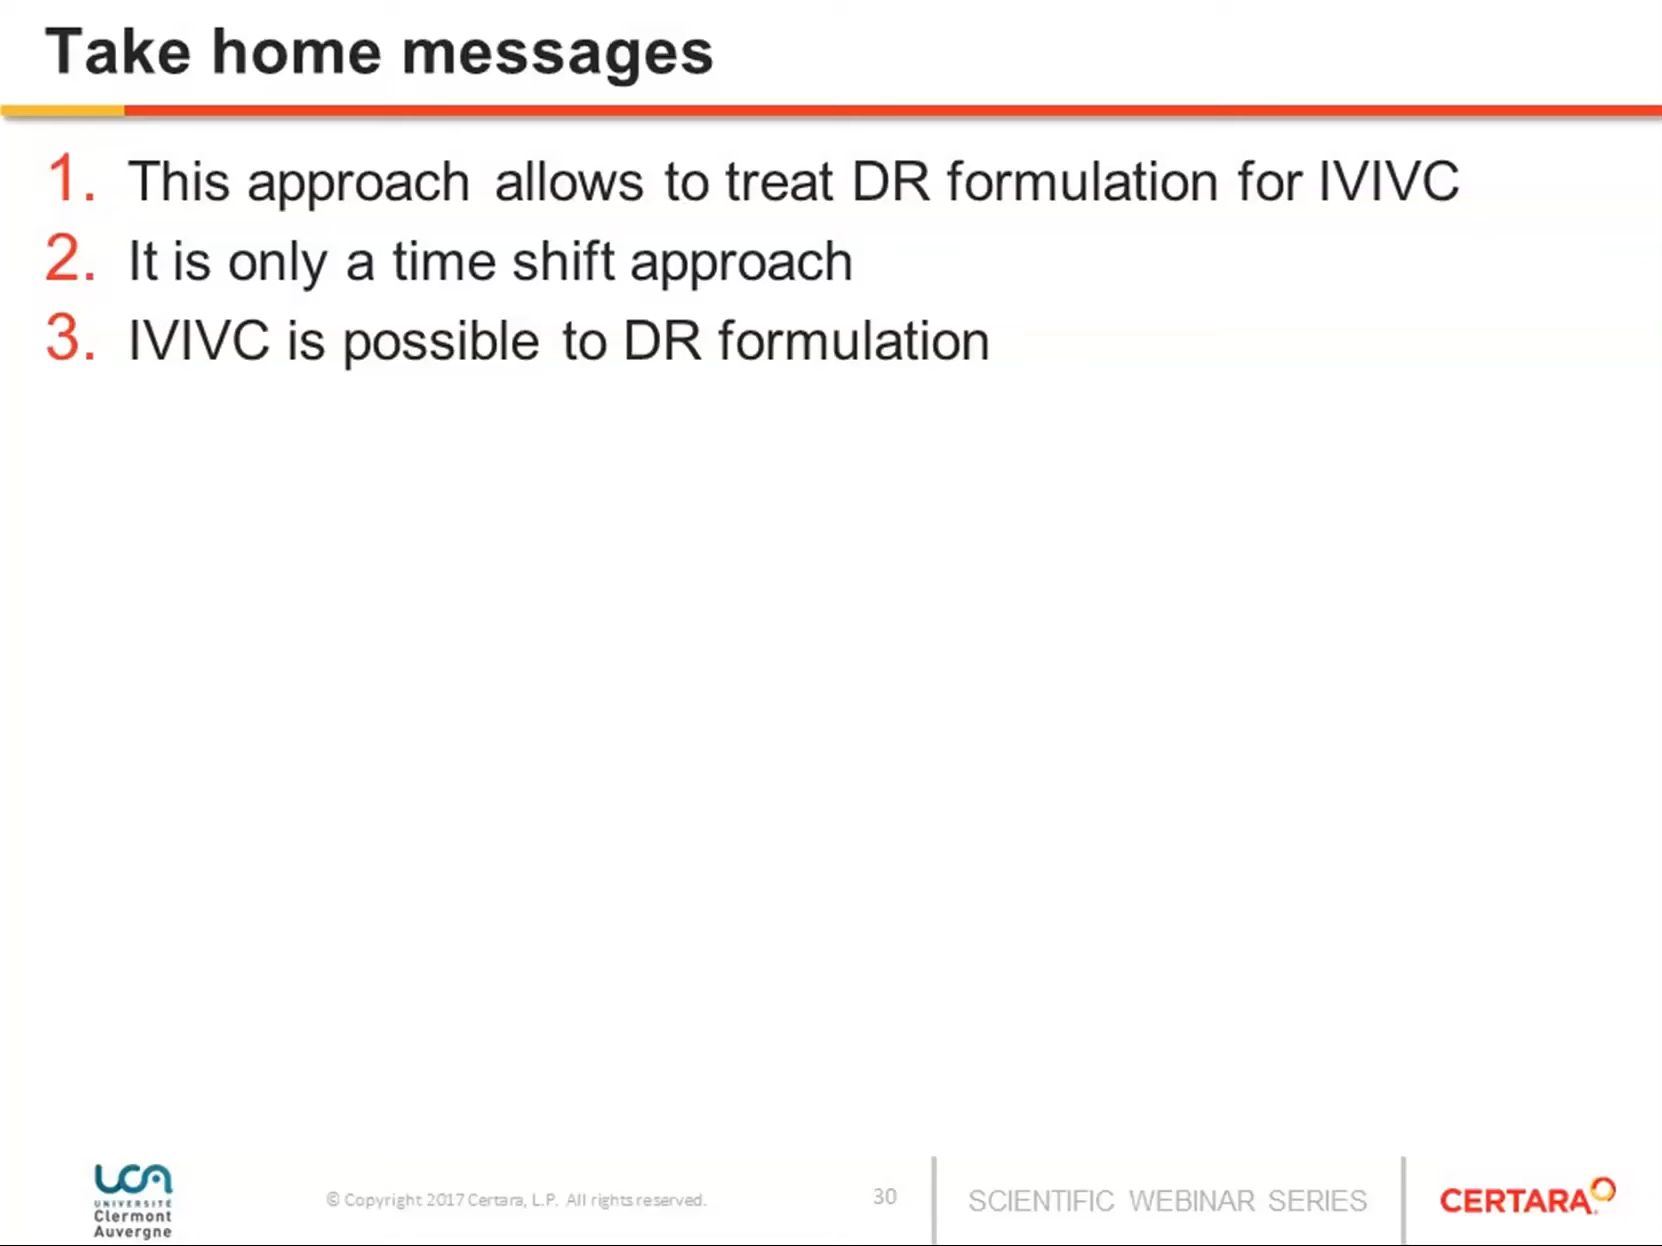 Take home messages
1. This approach allows to treat DR formulation for IVIVC
2. It is only a time shift approach
3. IVIVC is possible to DR formulation
UCA
UNIVERSITÉ
Clermont
Auvergne
© Copyright 2017 Certara, L.P. All rights reserved.
30
SCIENTIFIC WEBINAR SERIES
CERTARA